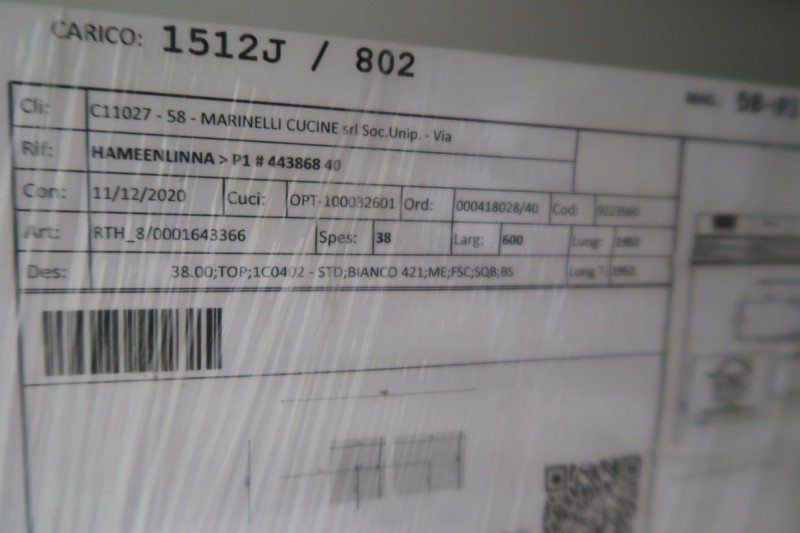 CARICO: 1512J / 802
Cli: C11027 - 58 - MARINELLI CUCINE srl Soc.Unip. - Via
Rif: HAMEENLINNA > P1 # 443868 40
Con: 11/12/2020 Cuci: OPT-100032601 Ord: 000418028/40 Cod:
Art: RTH_8/0001643366 Spes: 38 Larg: 600 Lung:
Des: 38.00;TOP;1C0402 - STD;BIANCO 421;ME;FSC;SQB;BS Lung T: